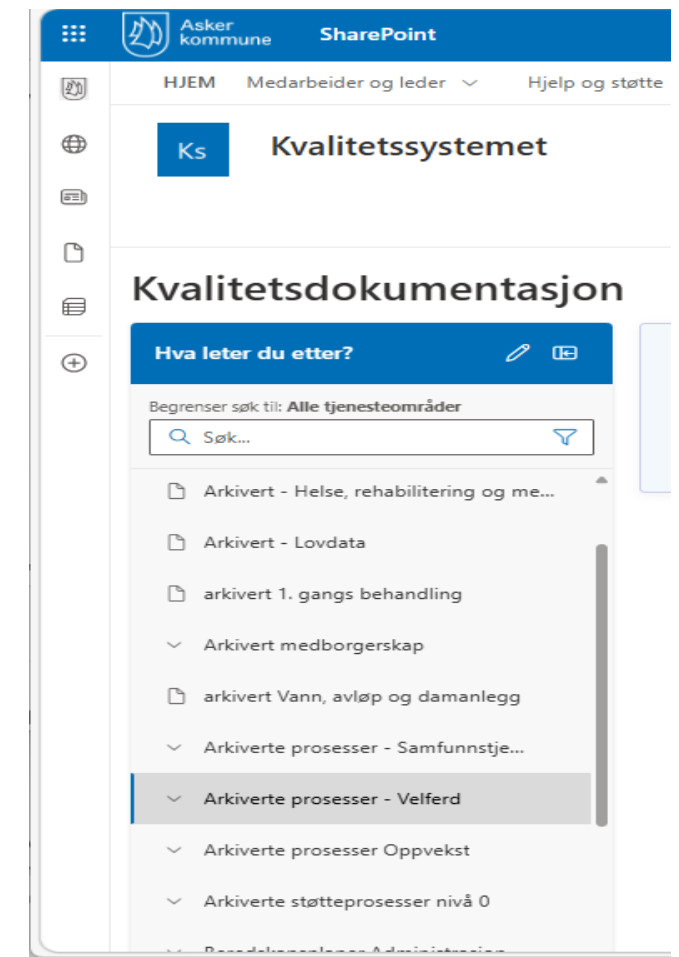 Asker
kommune
SharePoint
HJEM Medarbeider og leder Hjelp og støtte
Ks Kvalitetssystemet
Kvalitetsdokumentasjon
Hva leter du etter?
Begrenser søk til: Alle tjenesteområder
Søk...
Arkivert - Helse, rehabilitering og me...
Arkivert - Lovdata
arkivert 1. gangs behandling
Arkivert medborgerskap
arkivert Vann, avløp og damanlegg
Arkiverte prosesser - Samfunnstje...
Arkiverte prosesser - Velferd
Arkiverte prosesser Oppvekst
Arkiverte støtteprosesser nivå 0